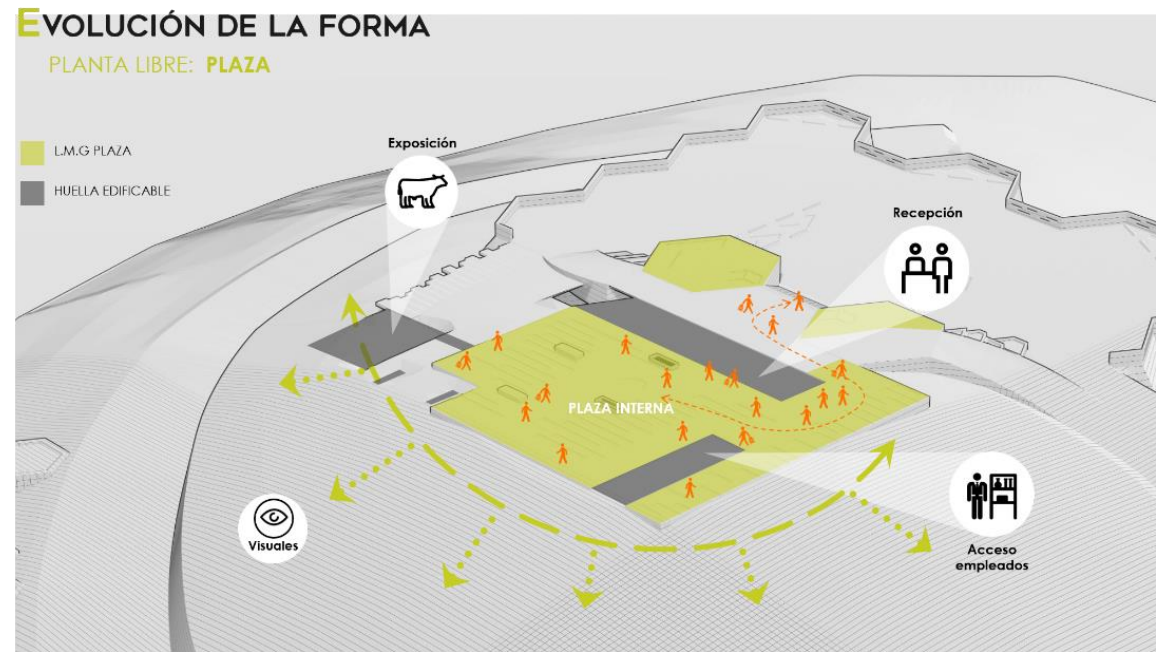 EVOLUCIÓN DE LA FORMA
PLANTA LIBRE: PLAZA
L.M.G PLAZA
HUELLA EDIFICABLE
Exposición
Recepción
PLAZA INTERNA
Visuales
Acceso
empleados